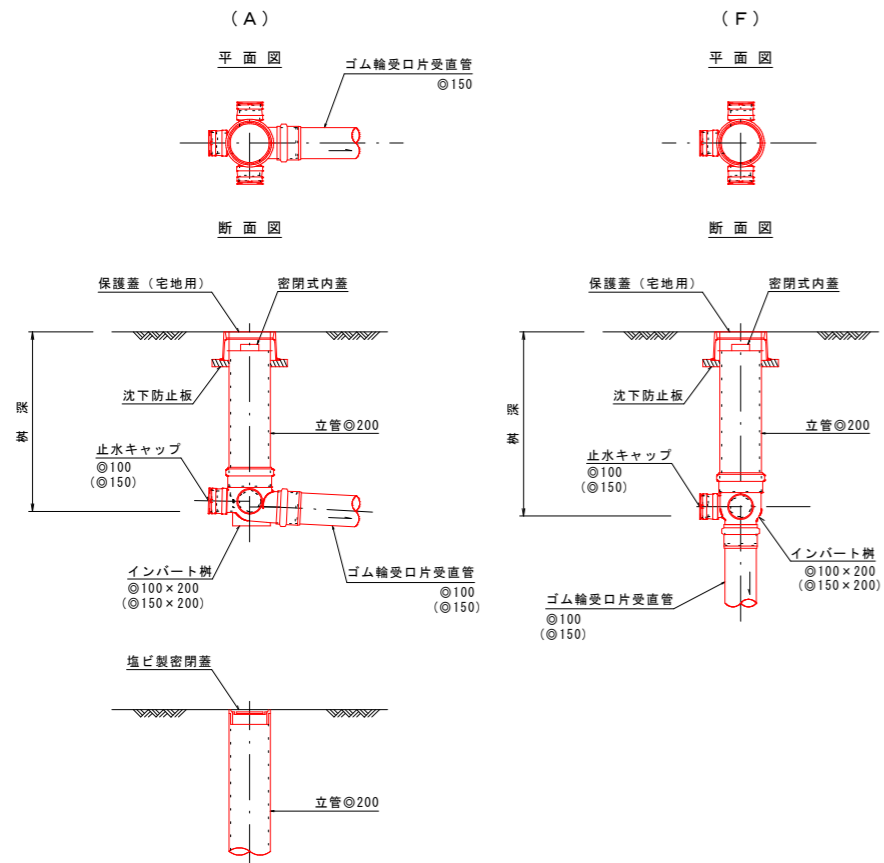 （A）
平 面 図
ゴム輪受口片受直管
◎150
断 面 図
保護蓋（宅地用）
密閉式内蓋
沈下防止板
桝 深
立管◎200
止水キャップ
◎100
(◎150)
インバート桝
◎100×200
(◎150×200)
ゴム輪受口片受直管
◎100
(◎150)
塩ビ製密閉蓋
立管◎200
（F）
平 面 図
断 面 図
保護蓋（宅地用）
密閉式内蓋
沈下防止板
桝 深
立管◎200
止水キャップ
◎100
(◎150)
インバート桝
◎100×200
(◎150×200)
ゴム輪受口片受直管
◎100
(◎150)